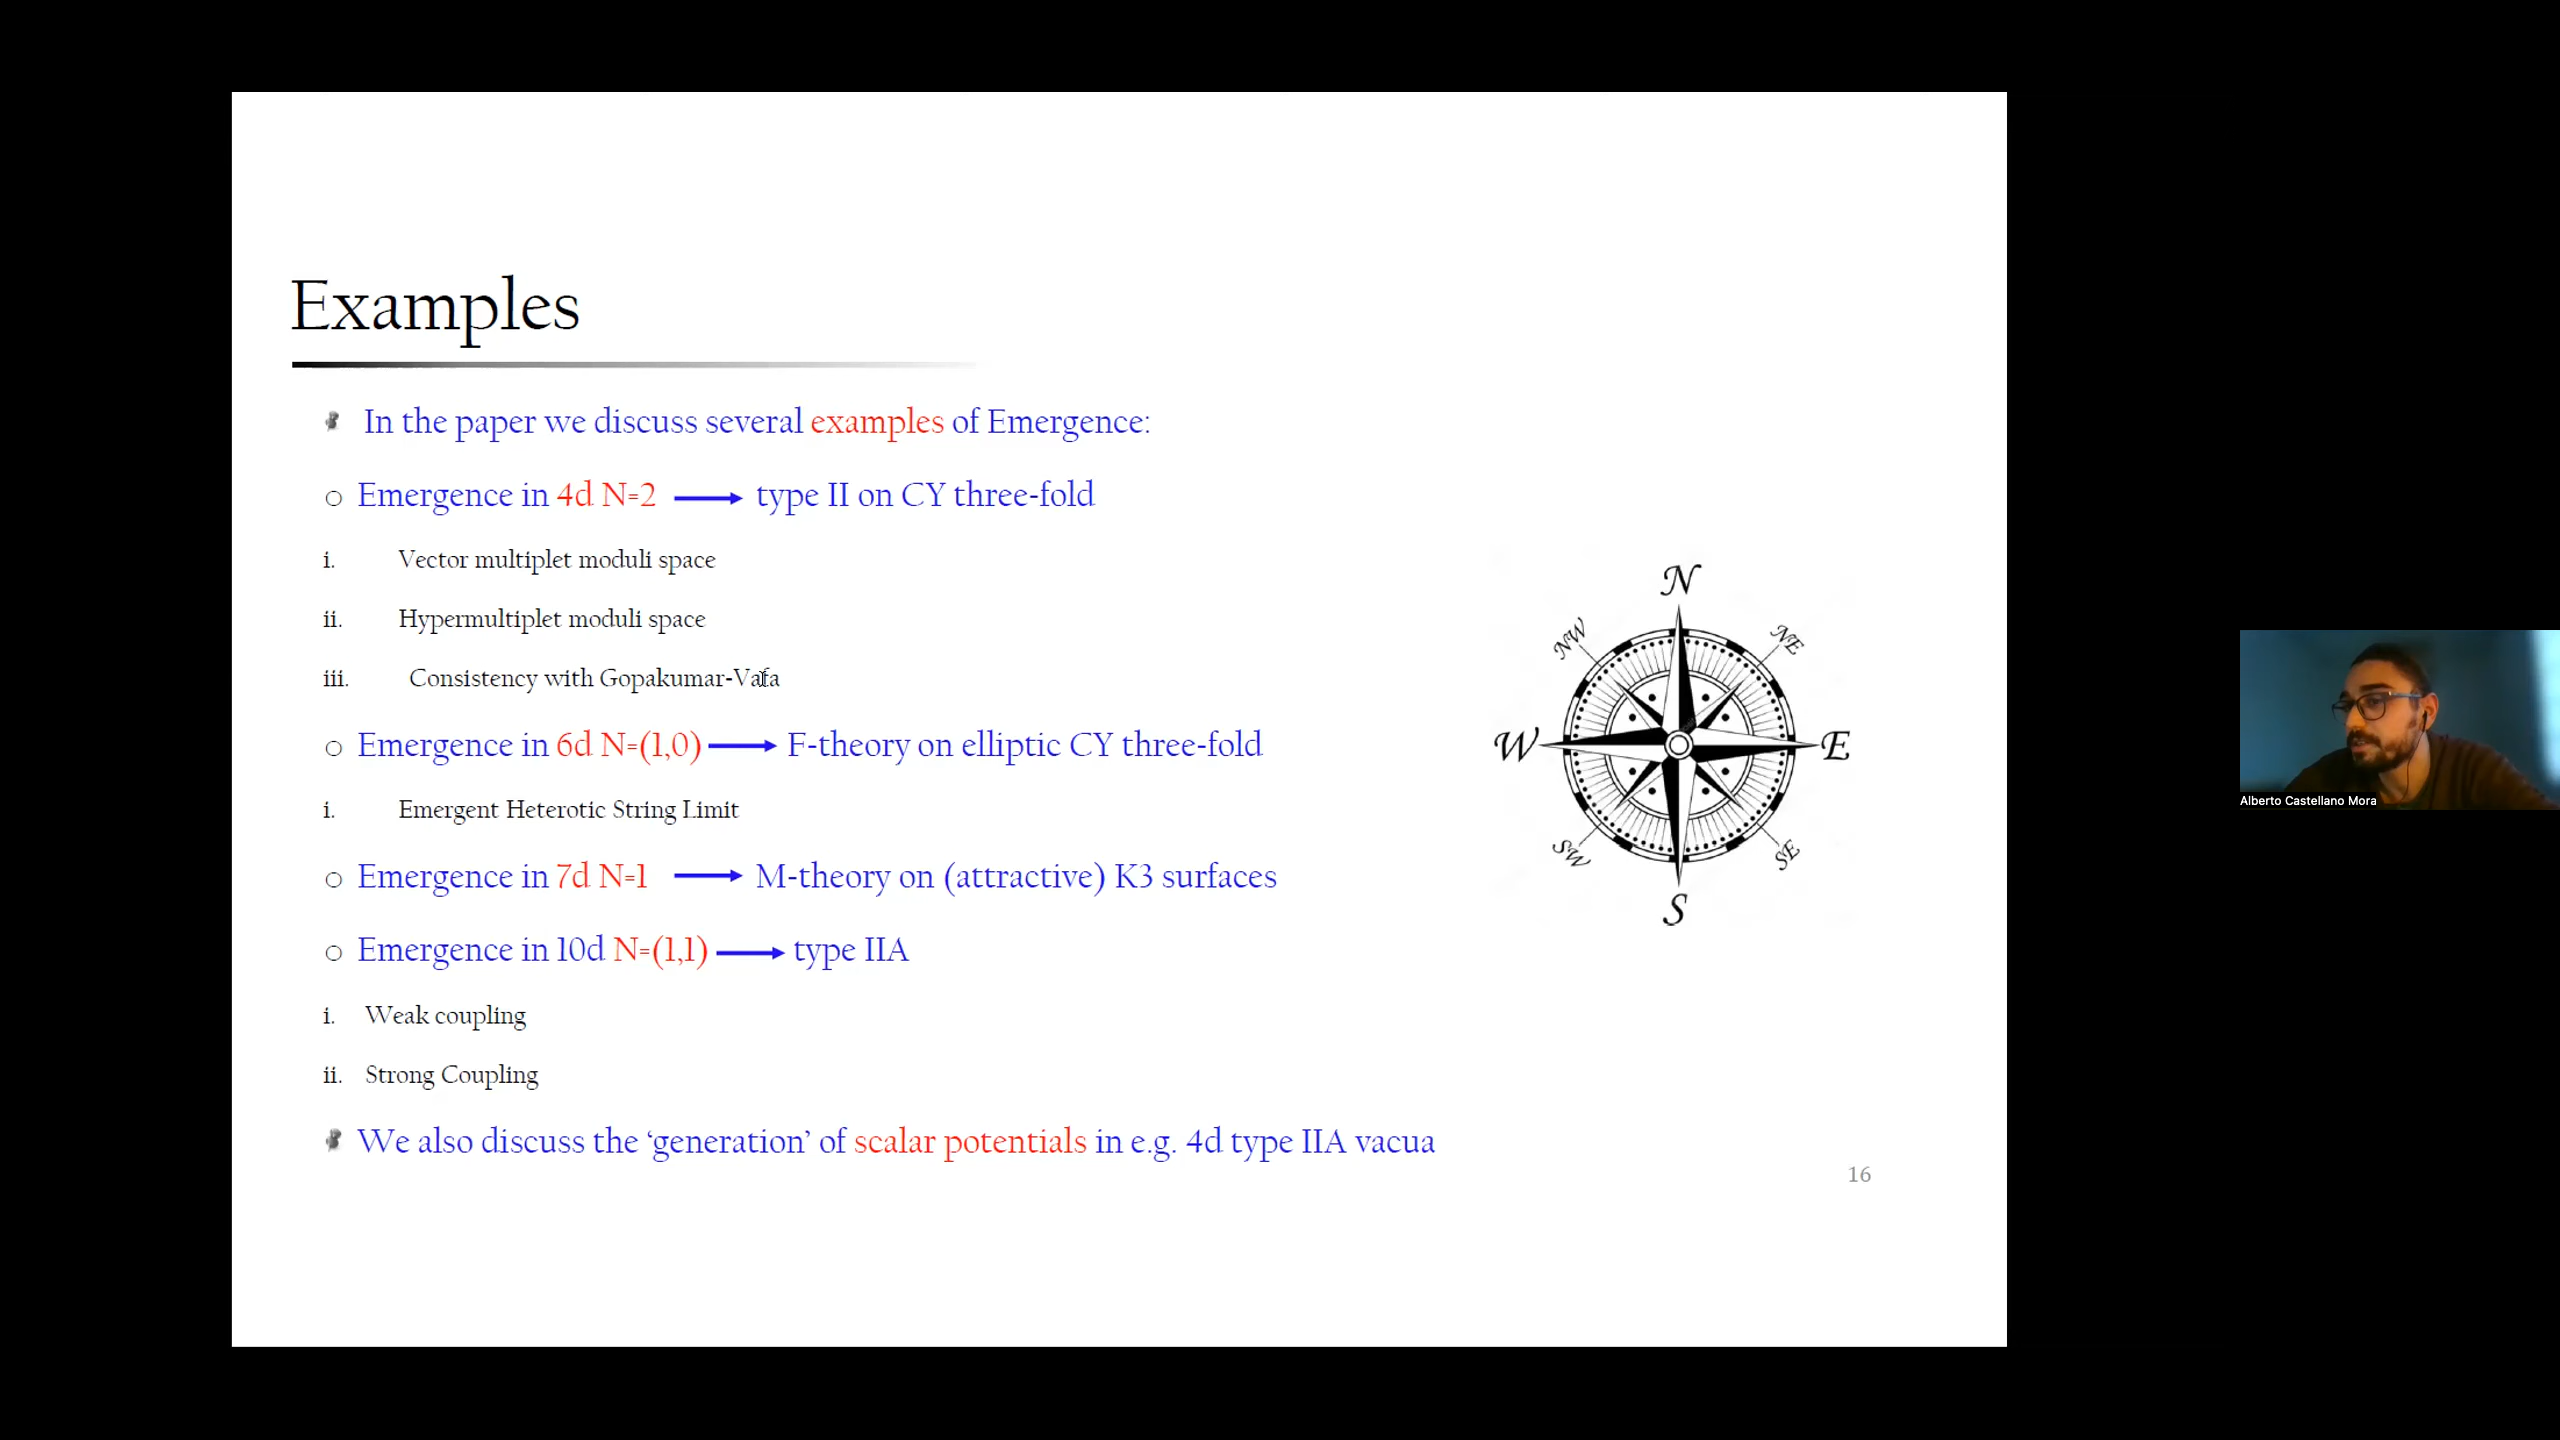 Examples
In the paper we discuss several examples of Emergence:
Emergence in 4d N=2 → type II on CY three-fold
i. Vector multiplet moduli space
ii. Hypermultiplet moduli space
iii. Consistency with Gopakumar-Vafa
Emergence in 6d N=(1,0) → F-theory on elliptic CY three-fold
i. Emergent Heterotic String Limit
Emergence in 7d N=1 → M-theory on (attractive) K3 surfaces
Emergence in 10d N=(1,1) → type IIA
i. Weak coupling
ii. Strong Coupling
We also discuss the ‘generation’ of scalar potentials in e.g. 4d type IIA vacua
16
N
NW
NE
W
E
SW
SE
S
Alberto Castellano Mora